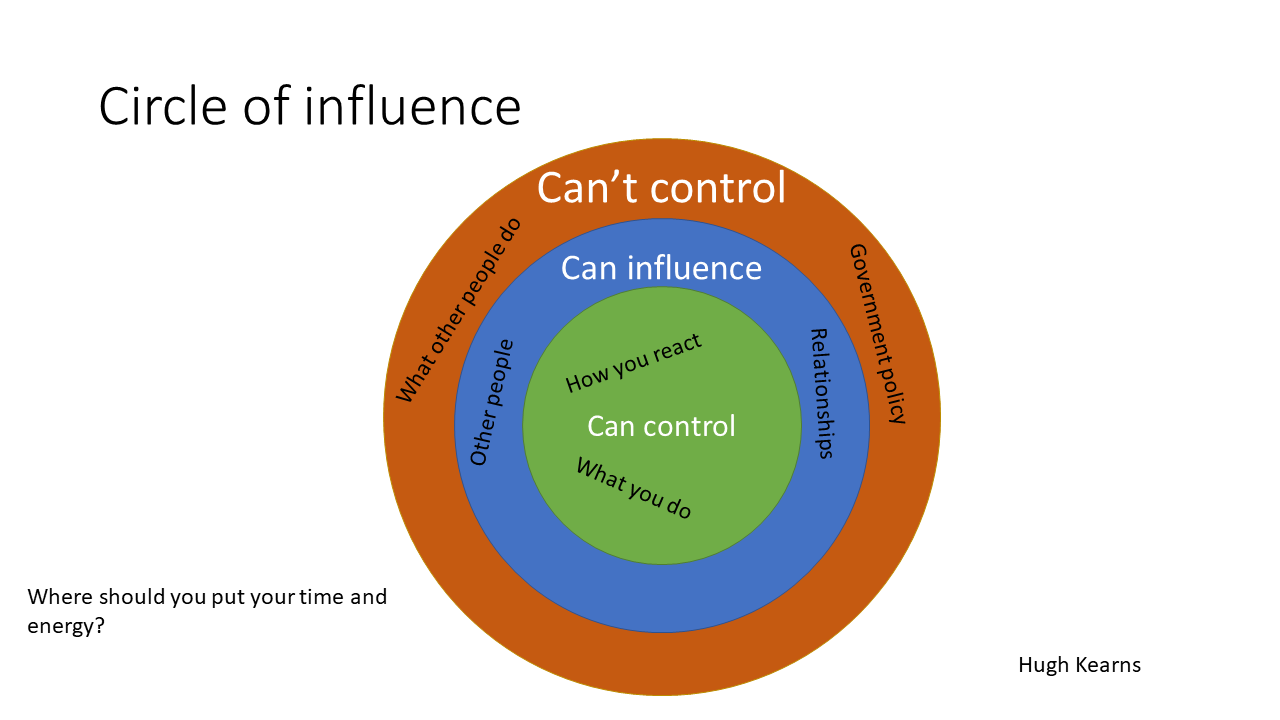 Circle of influence
Can't control
What other people do
Government policy
Can influence
Other people
Relationships
How you react
Can control
What you do
Where should you put your time and
energy?
Hugh Kearns